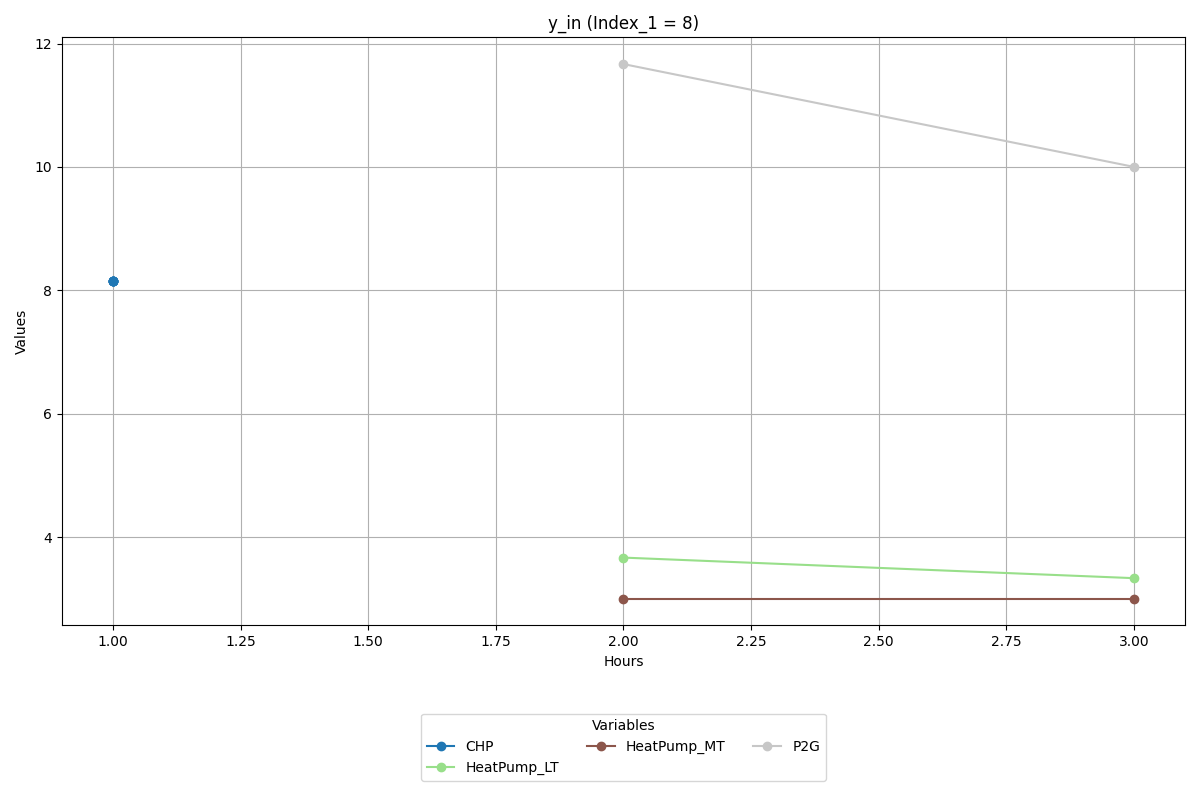 y_in (Index_1 = 8)
12
10
8
6
4
Values
1.00 1.25 1.50 1.75 2.00 2.25 2.50 2.75 3.00
Hours
Variables
CHP HeatPump_MT P2G
HeatPump_LT